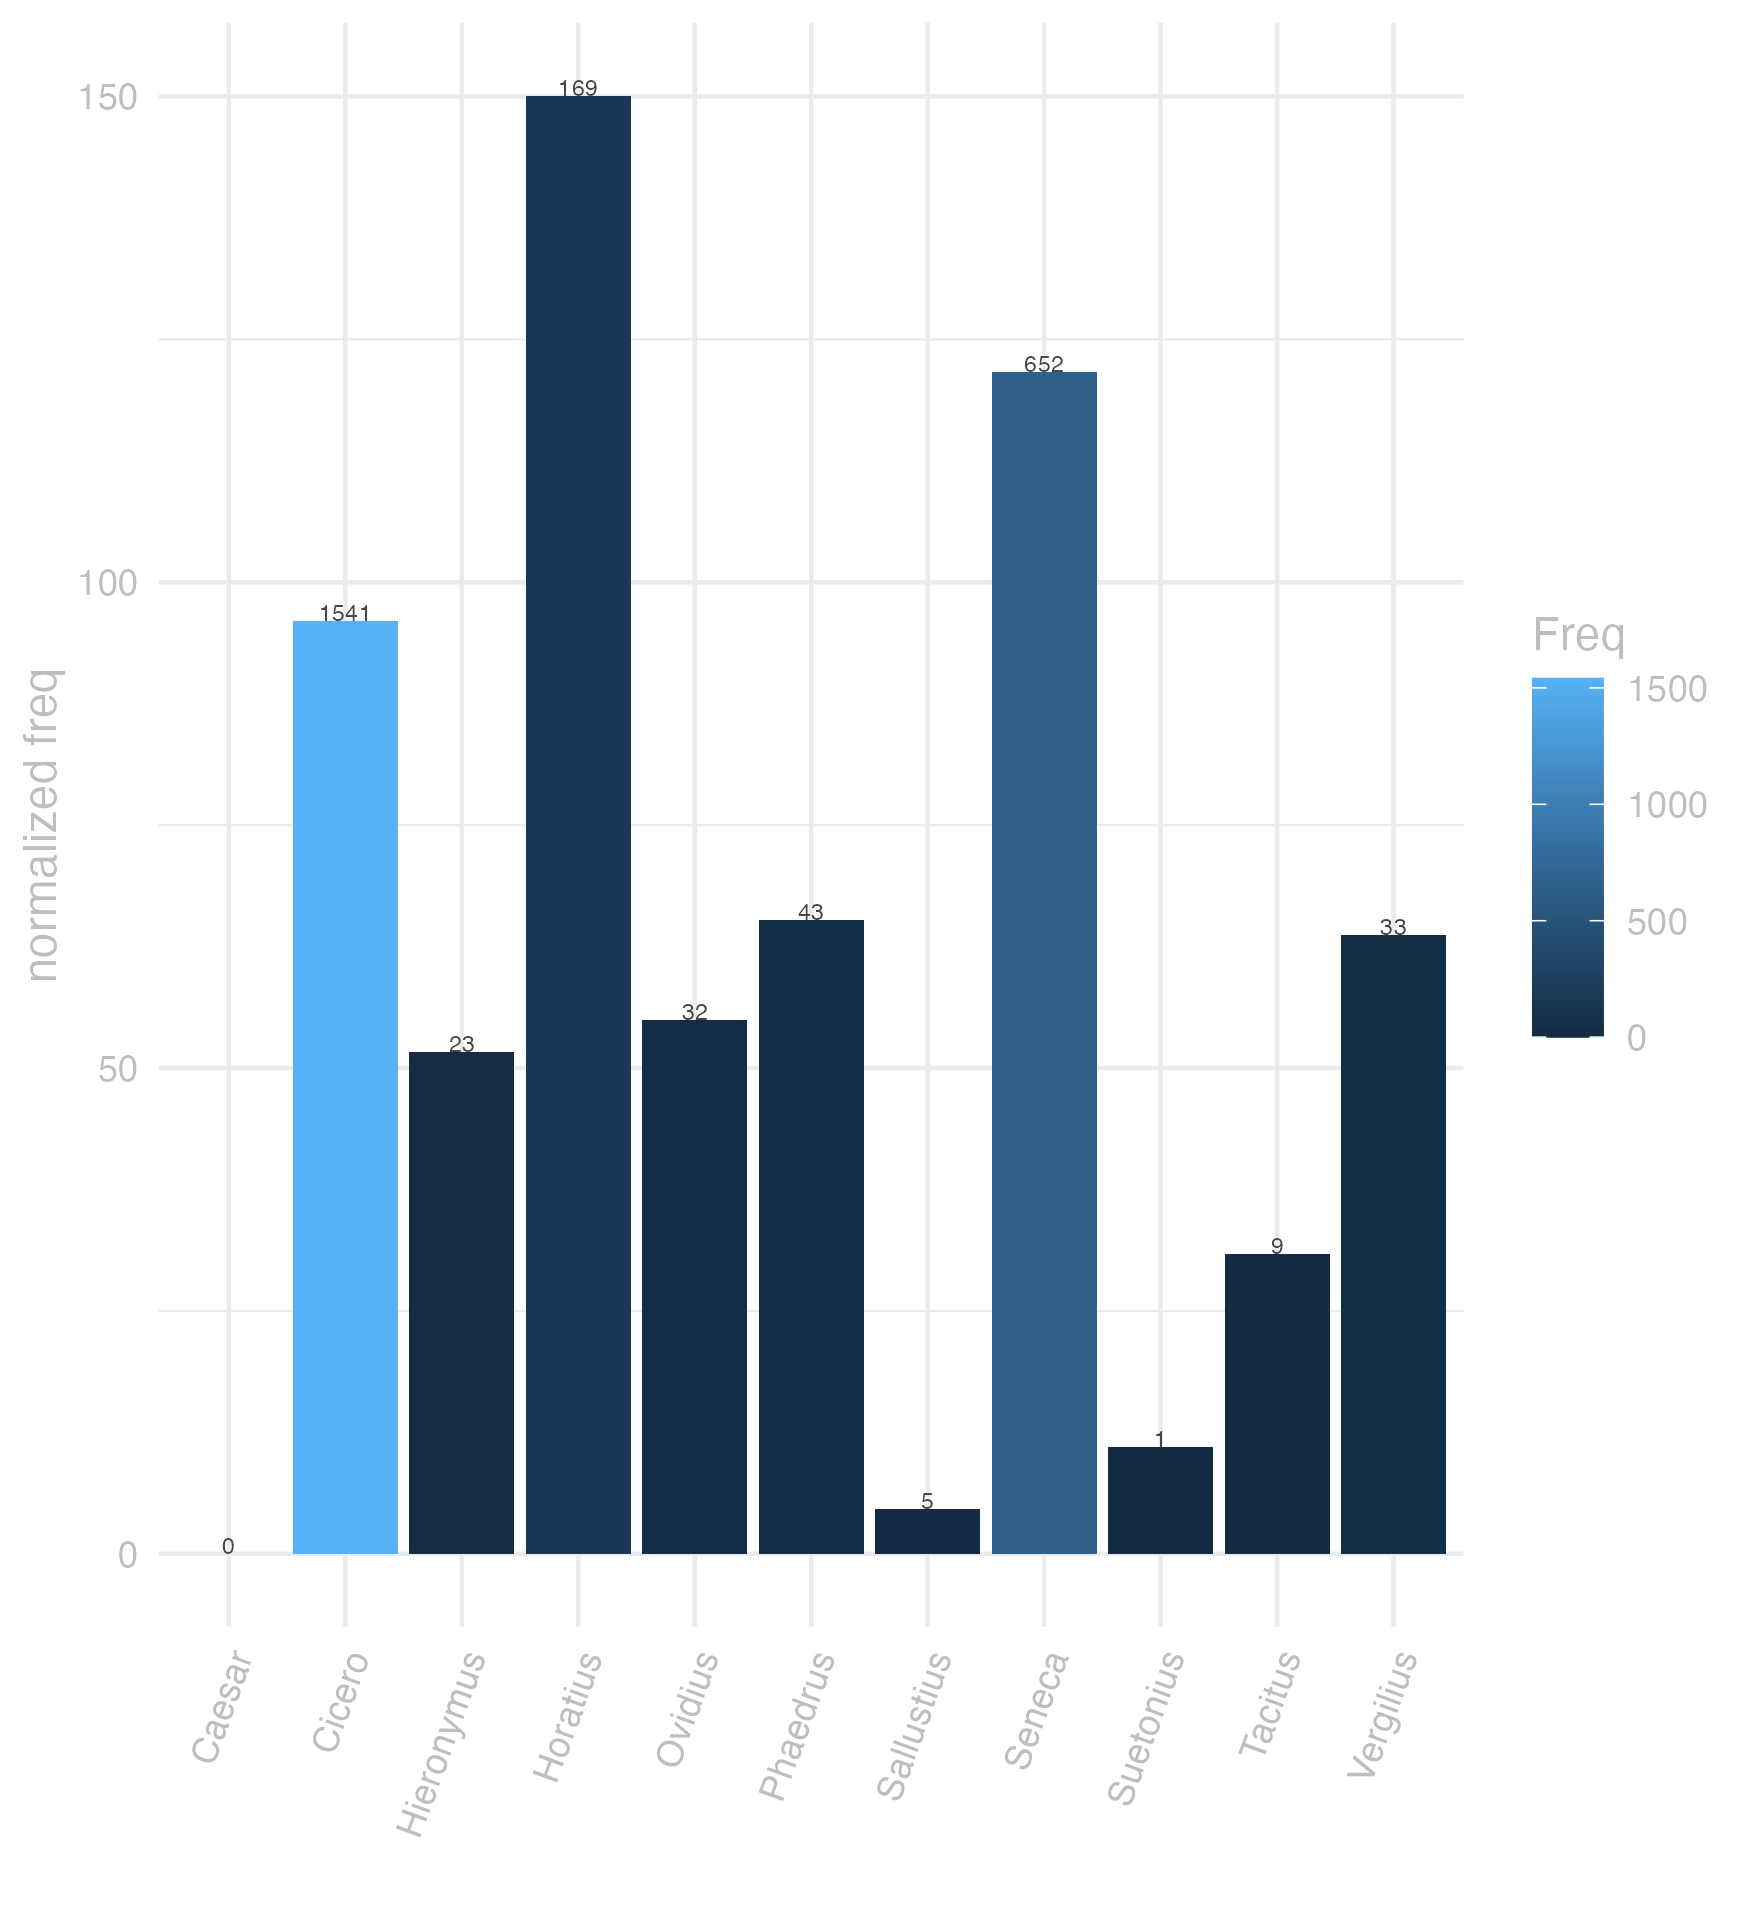 normalized freq
150
100
50
0
0
1541
23
169
32
43
5
652
1
9
33
Caesar
Cicero
Hieronymus
Horatius
Ovidius
Phaedrus
Sallustius
Seneca
Suetonius
Tacitus
Vergilius
Freq
1500
1000
500
0